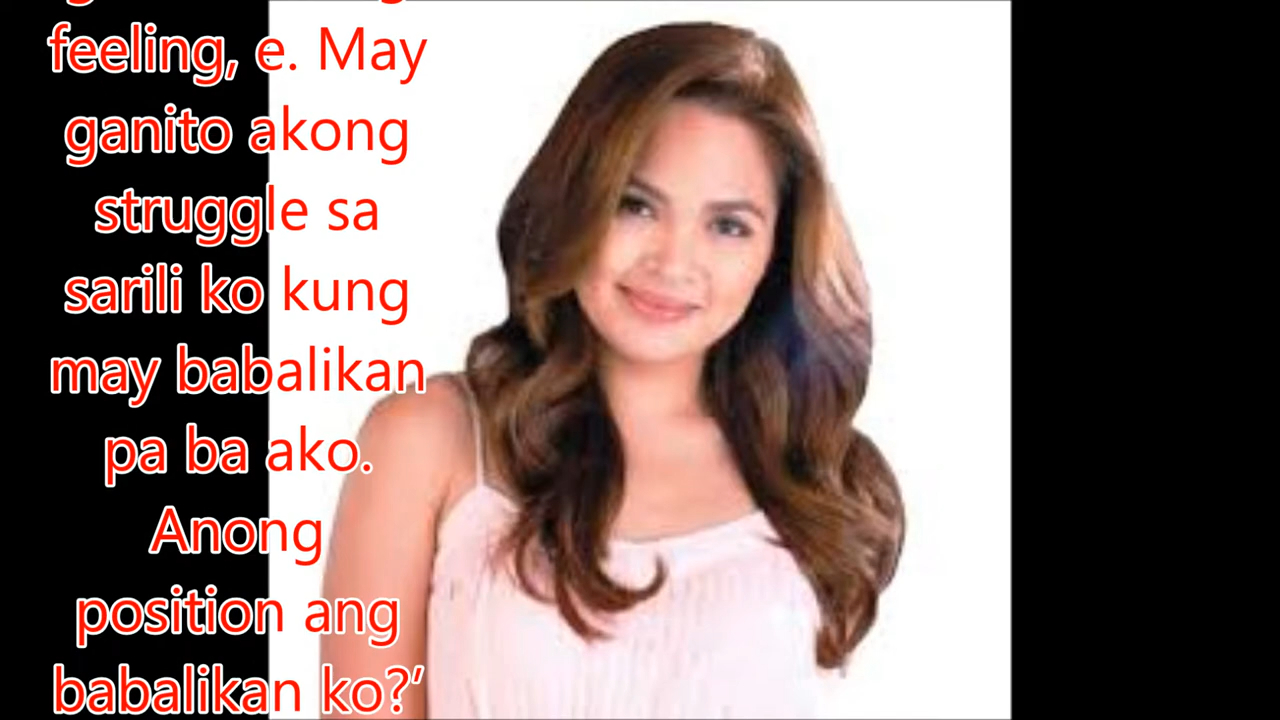 feeling, e. May
ganito akong
struggle sa
sarili ko kung
may babalikan
pa ba ako.
Anong
position ang
babalikan ko?’